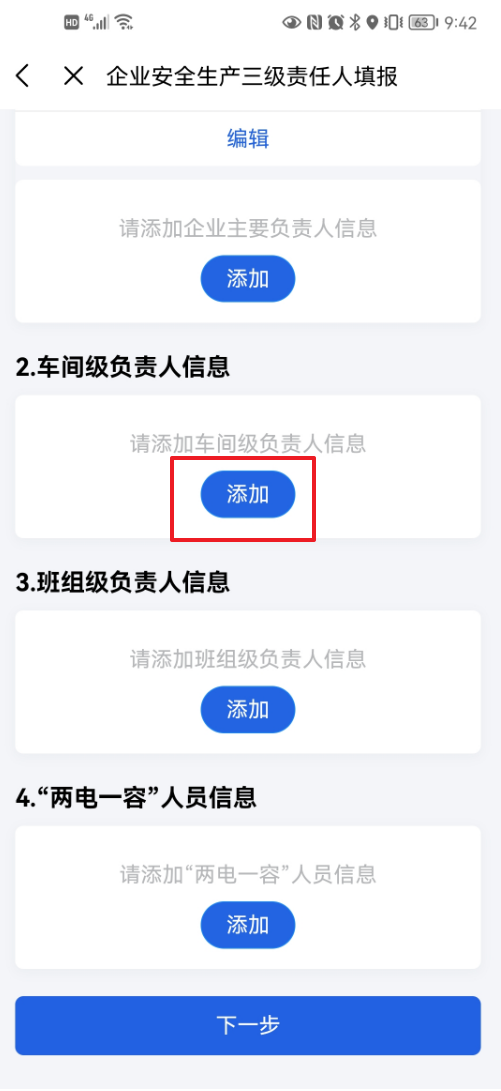 HD 4G 63 9:42
企业安全生产三级责任人填报
编辑
请添加企业主要负责人信息
添加
2.车间级负责人信息
请添加车间级负责人信息
添加
3.班组级负责人信息
请添加班组级负责人信息
添加
4.“两电一容”人员信息
请添加“两电一容”人员信息
添加
下一步